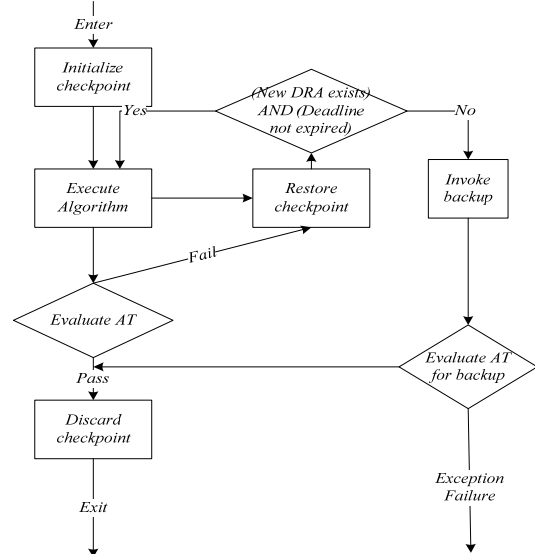 Enter
Initialize
checkpoint
(New DRA exists)
AND (Deadline
not expired)
Yes
No
Execute
Algorithm
Restore
checkpoint
Invoke
backup
Fail
Evaluate AT
Evaluate AT
for backup
Pass
Discard
checkpoint
Exception
Failure
Exit